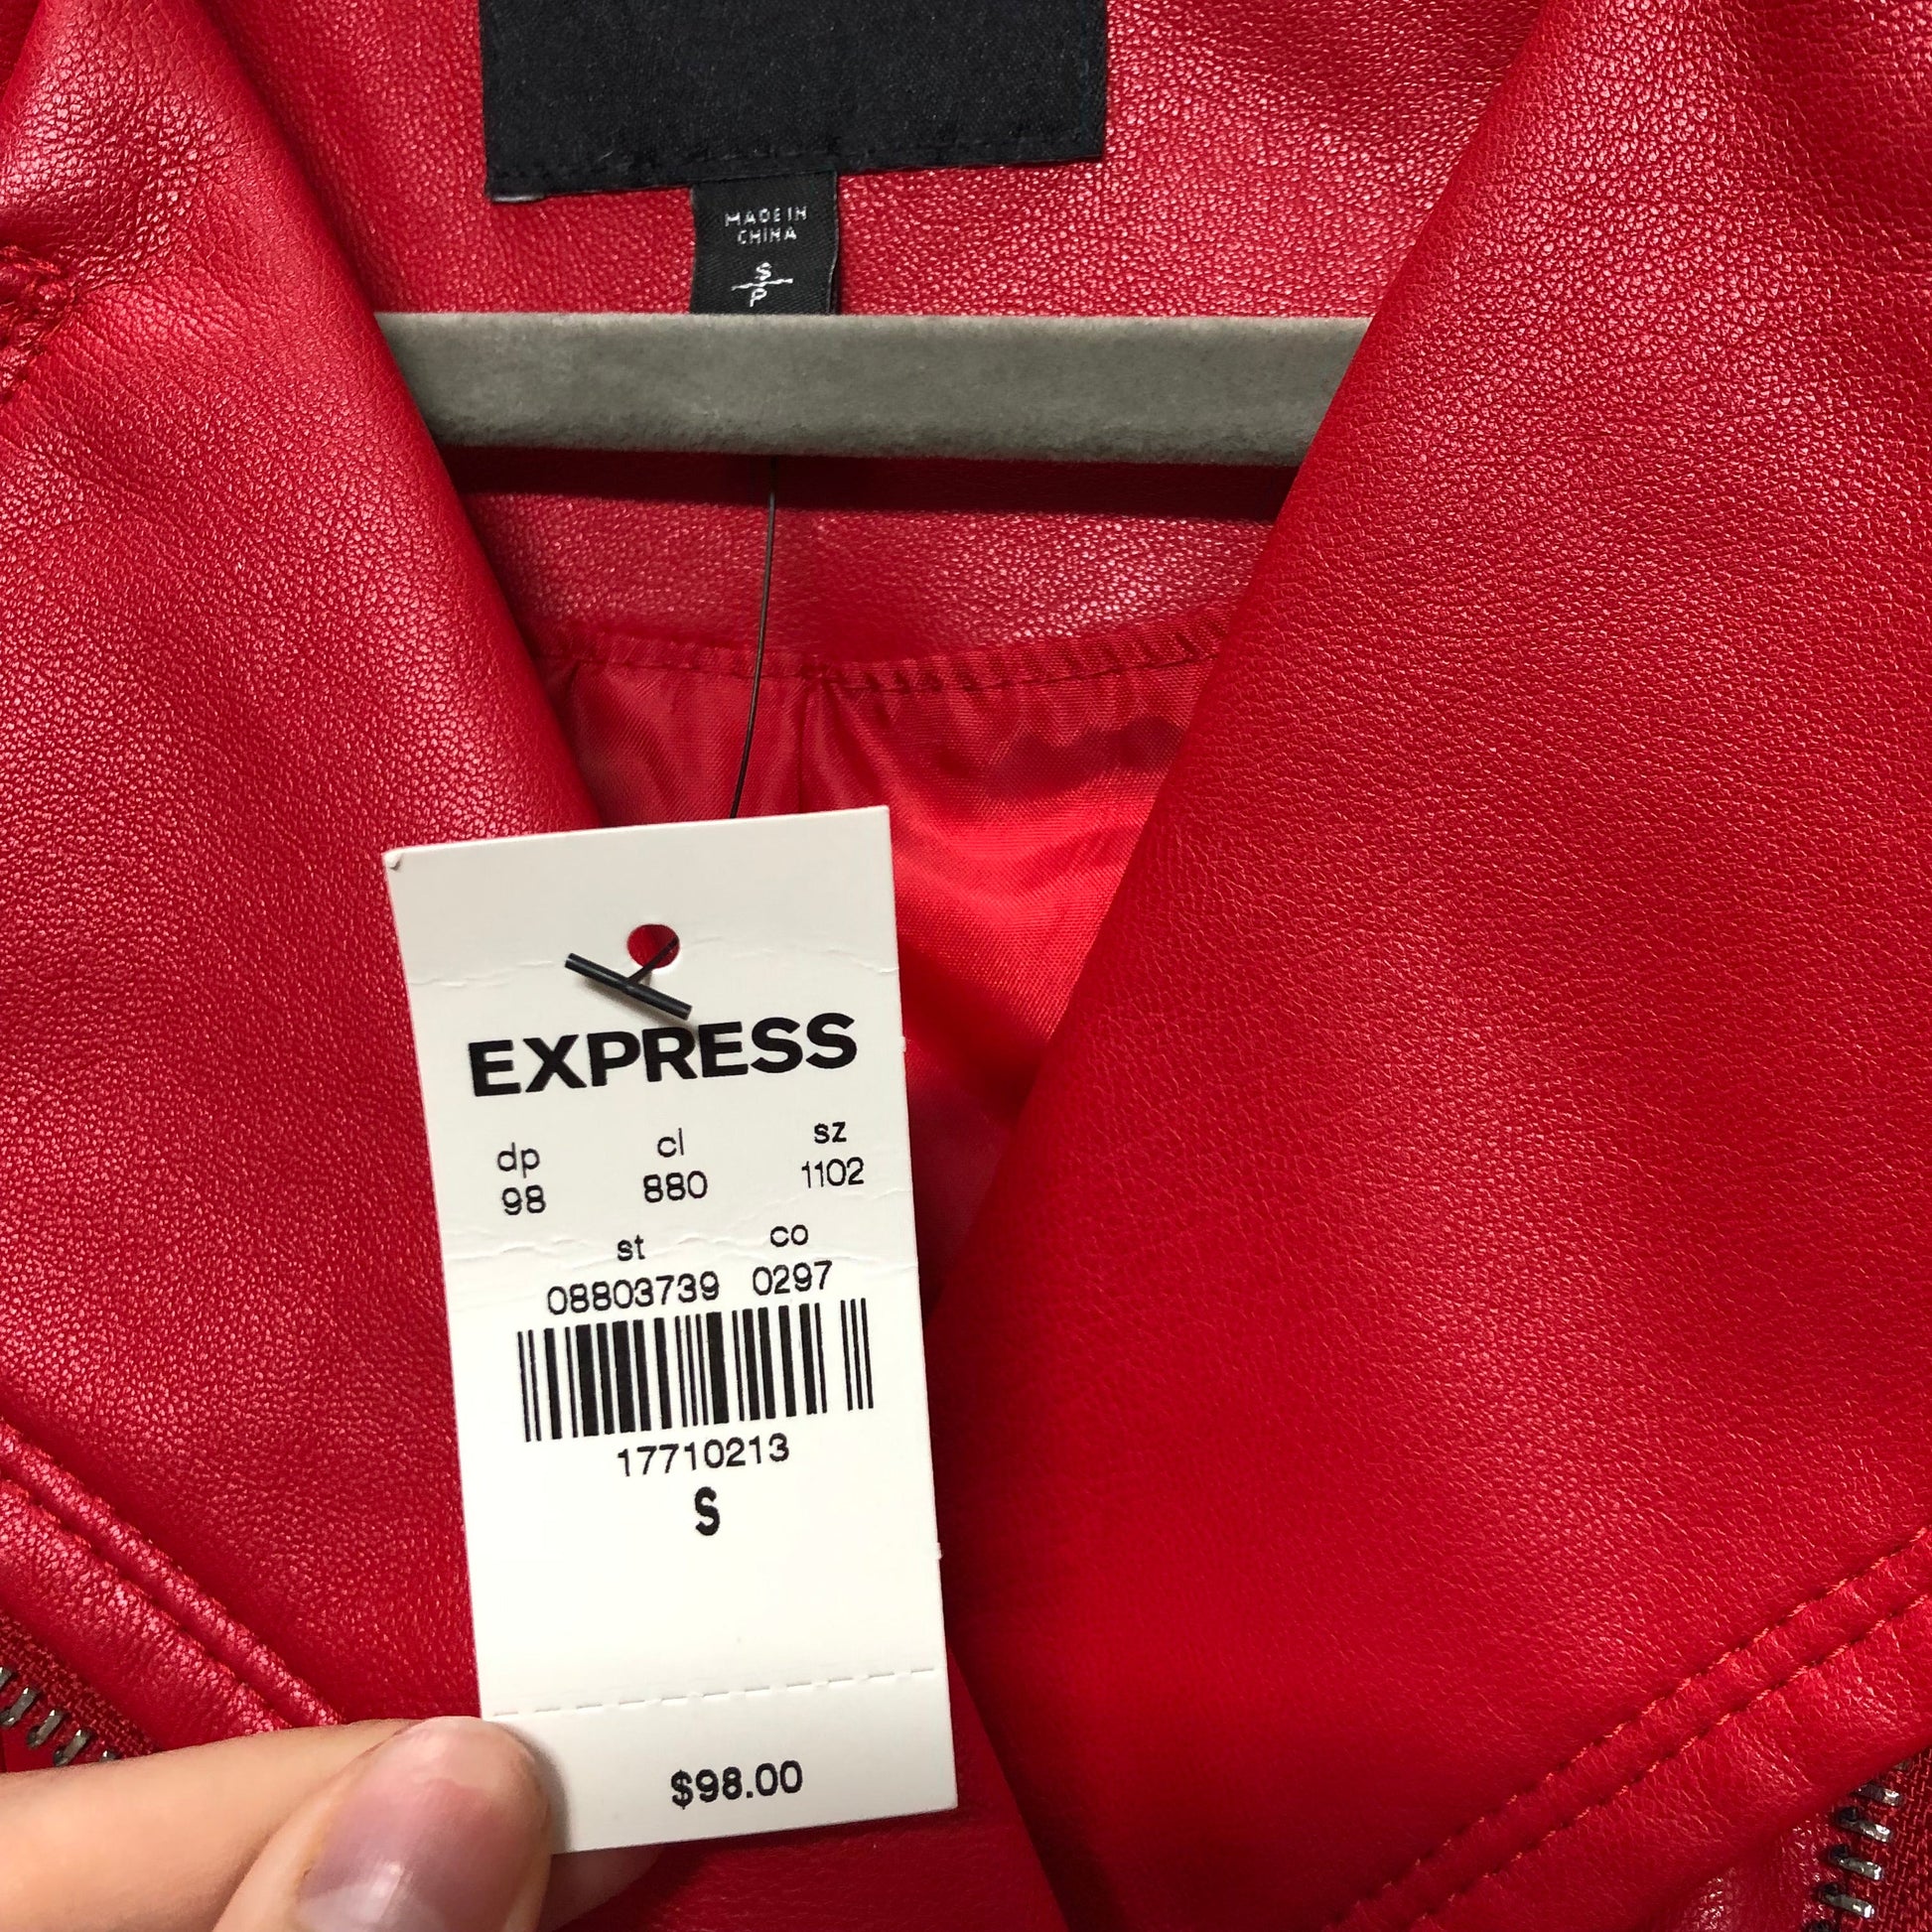 MADE IN
CHINA
S
P
EXPRESS
dp cl sz
98 880 1102
st co
08803739 0297
17710213
S
$98.00